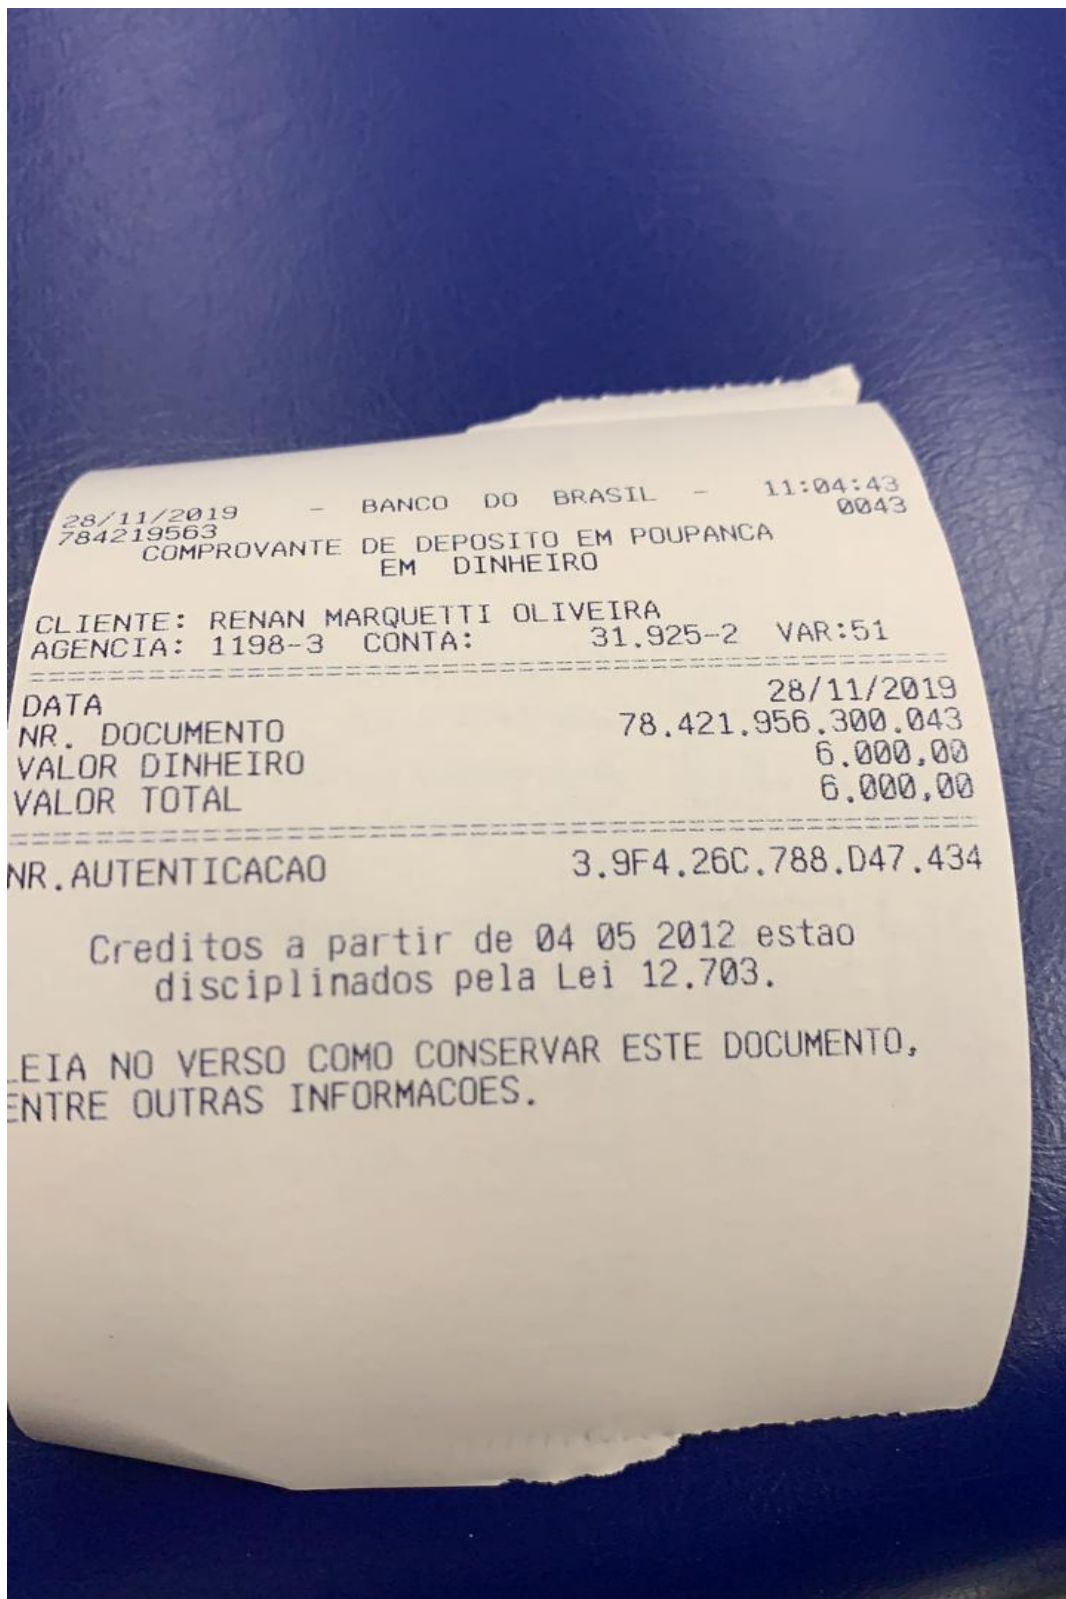 28/11/2019 - BANCO DO BRASIL - 11:04:43
784219563 0043
COMPROVANTE DE DEPOSITO EM POUPANCA
EM DINHEIRO
CLIENTE: RENAN MARQUETTI OLIVEIRA
AGENCIA: 1198-3 CONTA: 31.925-2 VAR:51
DATA 28/11/2019
NR. DOCUMENTO 78.421.956.300.043
VALOR DINHEIRO 6.000,00
VALOR TOTAL 6.000,00
NR.AUTENTICACAO 3.9F4.26C.788.D47.434
Creditos a partir de 04 05 2012 estao
disciplinados pela Lei 12.703.
LEIA NO VERSO COMO CONSERVAR ESTE DOCUMENTO,
ENTRE OUTRAS INFORMACOES.